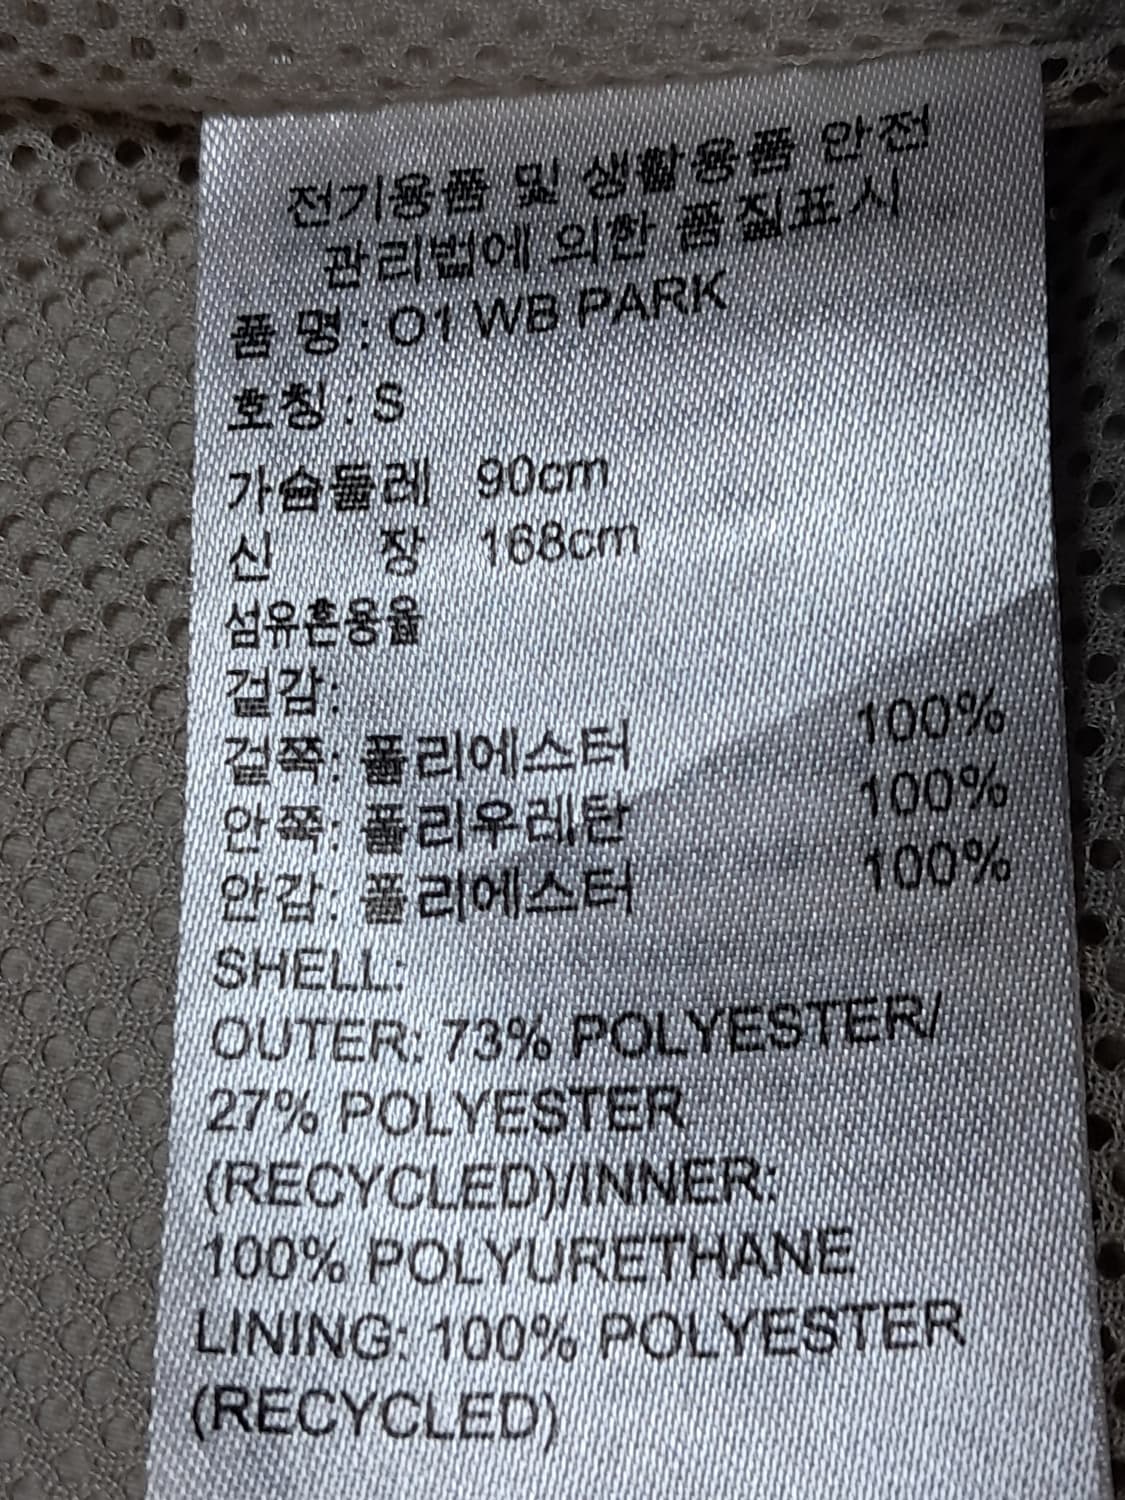 전기용품 및 생활용품 안전
관리법에 의한 품질표시
품 명 : O1 WB PARK
호칭 : S
가슴둘레 90cm
신 장 168cm
섬유혼용율
겉감:
겉쪽: 폴리에스터 100%
안쪽: 폴리우레탄 100%
안감: 폴리에스터 100%
SHELL:
OUTER: 73% POLYESTER/
27% POLYESTER
(RECYCLED)/INNER:
100% POLYURETHANE
LINING: 100% POLYESTER
(RECYCLED)